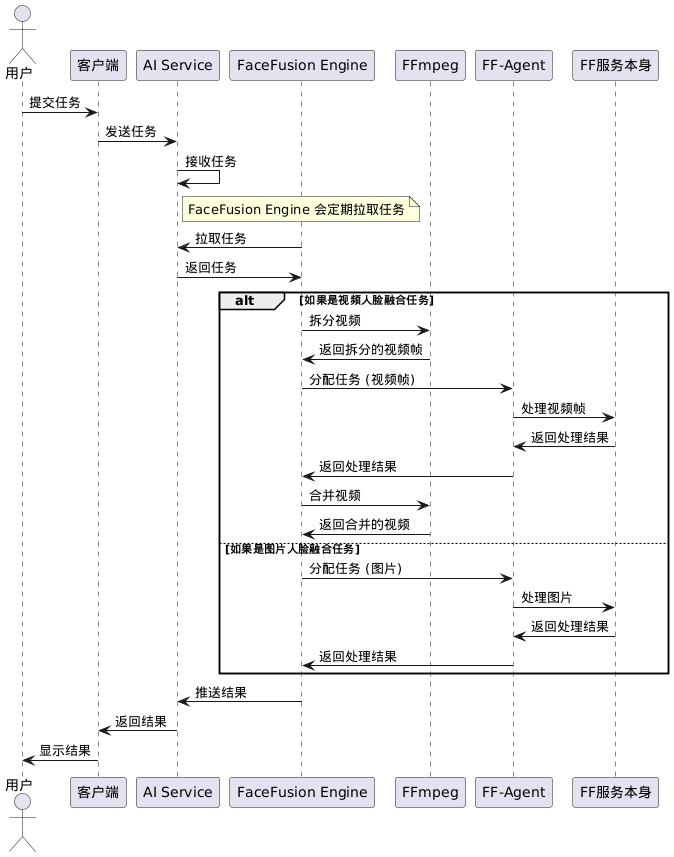 用户
客户端
AI Service
FaceFusion Engine
FFmpeg
FF-Agent
FF服务本身
提交任务
发送任务
接收任务
FaceFusion Engine 会定期拉取任务
拉取任务
返回任务
alt
[如果是视频人脸融合任务]
拆分视频
返回拆分的视频帧
分配任务 (视频帧)
处理视频帧
返回处理结果
返回处理结果
合并视频
返回合并的视频
[如果是图片人脸融合任务]
分配任务 (图片)
处理图片
返回处理结果
返回处理结果
推送结果
返回结果
显示结果
用户
客户端
AI Service
FaceFusion Engine
FFmpeg
FF-Agent
FF服务本身